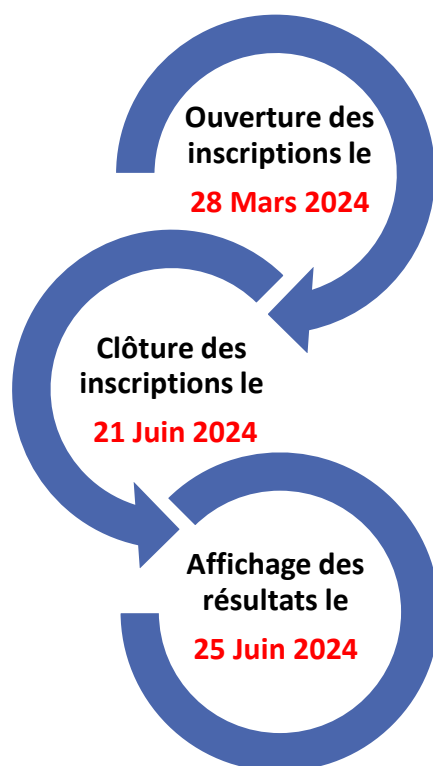 Ouverture des
inscriptions le
28 Mars 2024
Clôture des
inscriptions le
21 Juin 2024
Affichage des
résultats le
25 Juin 2024